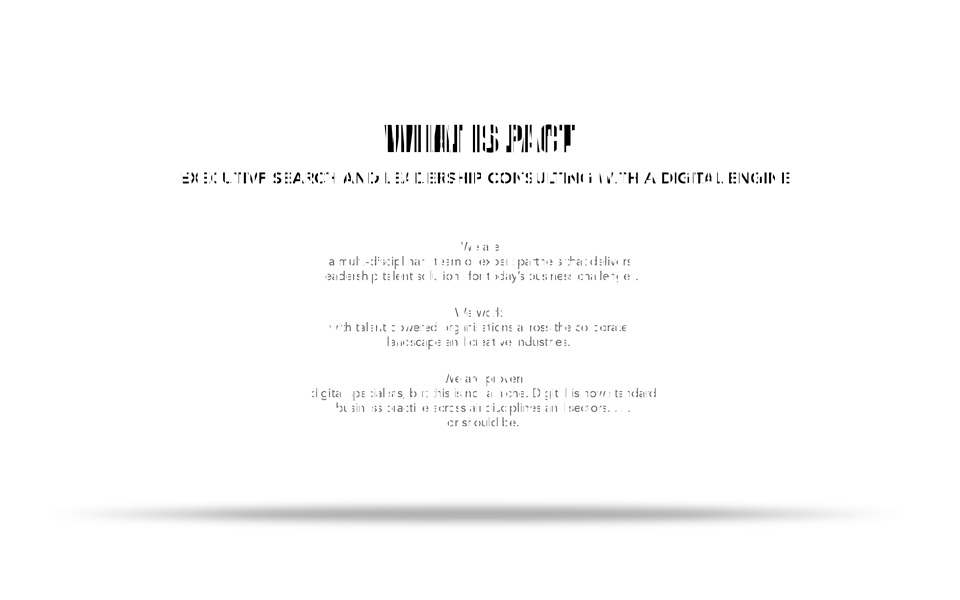 WHAT IS PACT
EXECUTIVE SEARCH AND LEADERSHIP CONSULTING WITH A DIGITAL ENGINE
We are
a multi-disciplinary team of expert partners that delivers
leadership talent solutions for today's business challenges.
We work
with talent powered organisations across the corporate
landscape and creative industries.
We are proven
digital specialists, but this is not a niche. Digital is now standard
business practice across all disciplines and sectors. . . .
or should be.